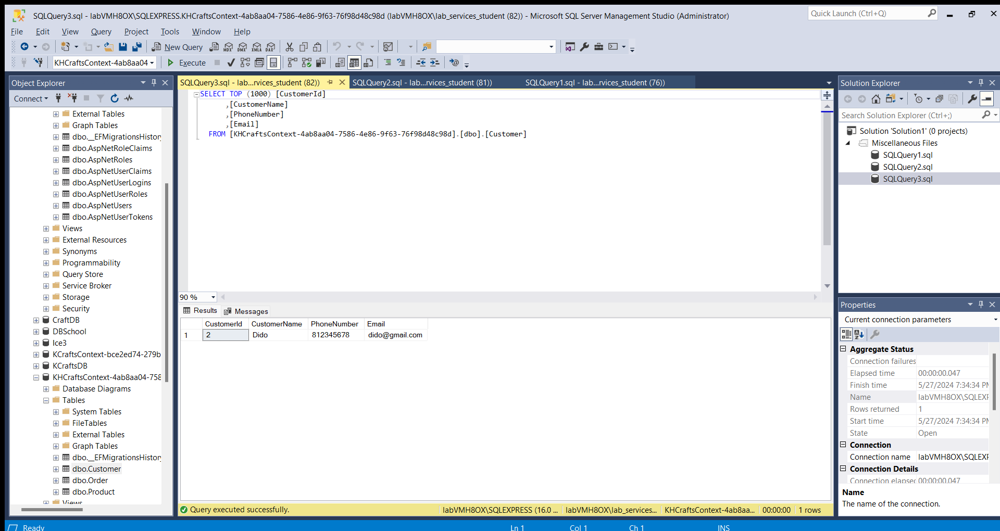 SQLQuery3.sql - labVMH8OX\SQLEXPRESS.KHCraftsContext-4ab8aa04-7586-4e86-9f63-76f98d48c98d (labVMH8OX\lab_services_student (82)) - Microsoft SQL Server Management Studio (Administrator)
Quick Launch (Ctrl+Q)
File Edit View Query Project Tools Window Help
New Query MDX DMX XMLA DAX
KHCraftsContext-4ab8aa04 Execute
Object Explorer
Connect
External Tables
Graph Tables
dbo.__EFMigrationsHistory
dbo.AspNetRoleClaims
dbo.AspNetRoles
dbo.AspNetUserClaims
dbo.AspNetUserLogins
dbo.AspNetUserRoles
dbo.AspNetUsers
dbo.AspNetUserTokens
Views
External Resources
Synonyms
Programmability
Query Store
Service Broker
Storage
Security
CraftDB
DBSchool
Ice3
KCraftsContext-bce2ed74-279b
KCraftsDB
KHCraftsContext-4ab8aa04-758
Database Diagrams
Tables
System Tables
FileTables
External Tables
Graph Tables
dbo.__EFMigrationsHistory
dbo.Customer
dbo.Order
dbo.Product
Views
SQLQuery3.sql - lab...rvices_student (82)) SQLQuery2.sql - lab...rvices_student (81)) SQLQuery1.sql - lab...rvices_student (76))
SELECT TOP (1000) [CustomerId]
,[CustomerName]
,[PhoneNumber]
,[Email]
FROM [KHCraftsContext-4ab8aa04-7586-4e86-9f63-76f98d48c98d].[dbo].[Customer]
90 %
Results Messages
CustomerId CustomerName PhoneNumber Email
1 2 Dido 812345678 dido@gmail.com
Query executed successfully. labVMH8OX\SQLEXPRESS (16.0 ... labVMH8OX\lab_services... KHCraftsContext-4ab8aa... 00:00:00 1 rows
Solution Explorer
Search Solution Explorer (Ctrl+;)
Solution 'Solution1' (0 projects)
Miscellaneous Files
SQLQuery1.sql
SQLQuery2.sql
SQLQuery3.sql
Properties
Current connection parameters
Aggregate Status
Connection failures
Elapsed time 00:00:00.047
Finish time 5/27/2024 7:34:34 PM
Name labVMH8OX\SQLEXPR
Rows returned 1
Start time 5/27/2024 7:34:34 PM
State Open
Connection
Connection name labVMH8OX\SQLEXPR
Connection Details
Connection elapsed 00:00:00.047
Name
The name of the connection.
Ready Ln 1 Col 1 Ch 1 INS